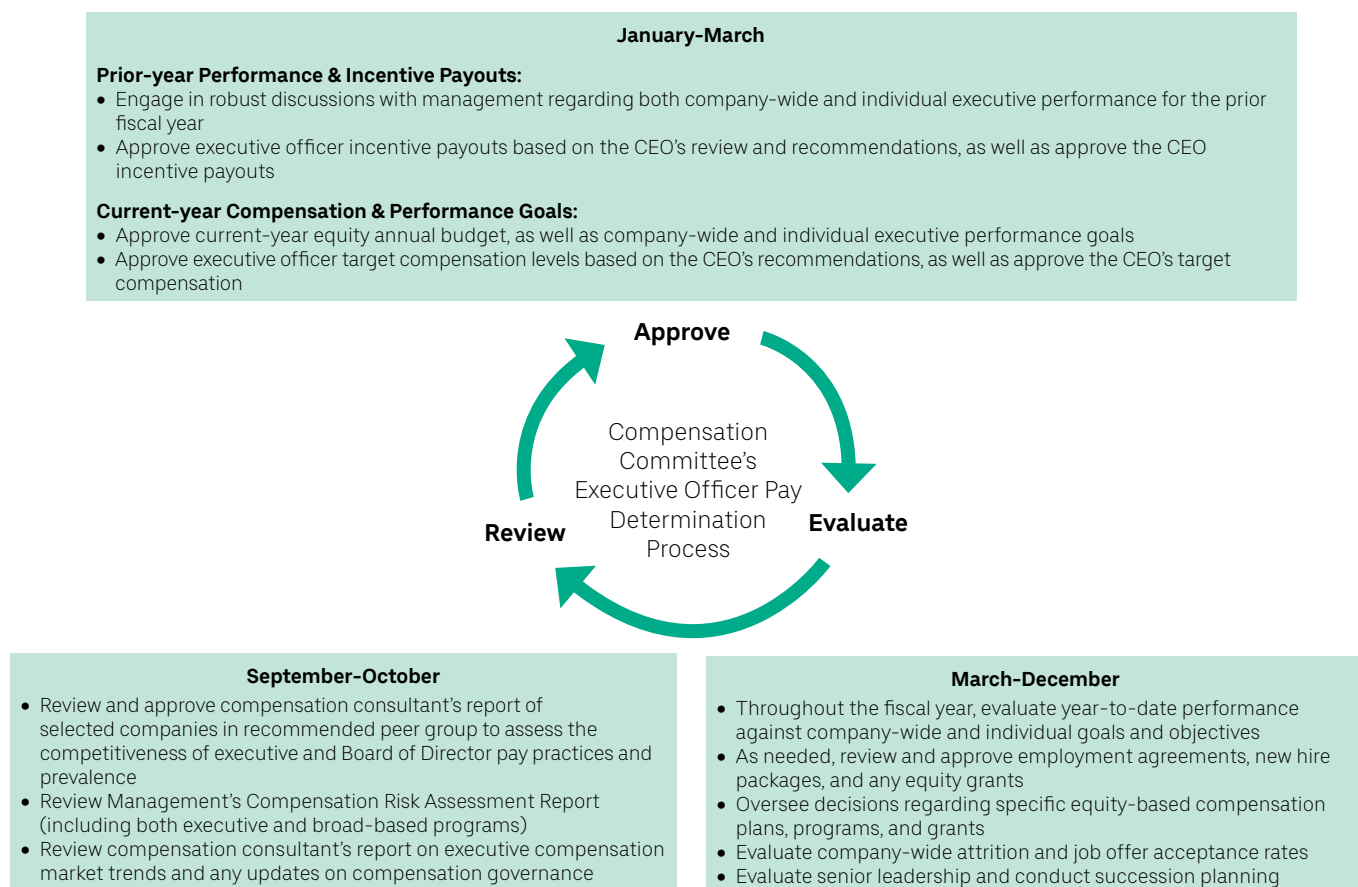 January-March
Prior-year Performance & Incentive Payouts:
• Engage in robust discussions with management regarding both company-wide and individual executive performance for the prior
fiscal year
• Approve executive officer incentive payouts based on the CEO’s review and recommendations, as well as approve the CEO
incentive payouts
Current-year Compensation & Performance Goals:
• Approve current-year equity annual budget, as well as company-wide and individual executive performance goals
• Approve executive officer target compensation levels based on the CEO’s recommendations, as well as approve the CEO’s target
compensation
Approve
Compensation
Committee’s
Executive Officer Pay
Determination
Process
Evaluate
Review
September-October
• Review and approve compensation consultant’s report of
selected companies in recommended peer group to assess the
competitiveness of executive and Board of Director pay practices and
prevalence
• Review Management’s Compensation Risk Assessment Report
(including both executive and broad-based programs)
• Review compensation consultant’s report on executive compensation
market trends and any updates on compensation governance
March-December
• Throughout the fiscal year, evaluate year-to-date performance
against company-wide and individual goals and objectives
• As needed, review and approve employment agreements, new hire
packages, and any equity grants
• Oversee decisions regarding specific equity-based compensation
plans, programs, and grants
• Evaluate company-wide attrition and job offer acceptance rates
• Evaluate senior leadership and conduct succession planning